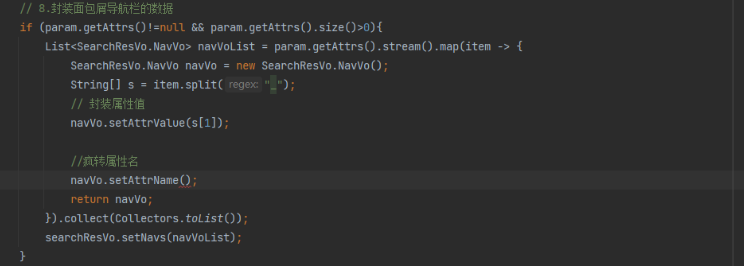 // 8.封装面包屑导航栏的数据
if (param.getAttrs()!=null && param.getAttrs().size()>0){
List<SearchResVo.NavVo> navVoList = param.getAttrs().stream().map(item -> {
SearchResVo.NavVo navVo = new SearchResVo.NavVo();
String[] s = item.split( regex: "_");
// 封装属性值
navVo.setAttrValue(s[1]);
//疯转属性名
navVo.setAttrName();
return navVo;
}).collect(Collectors.toList());
searchResVo.setNavs(navVoList);
}